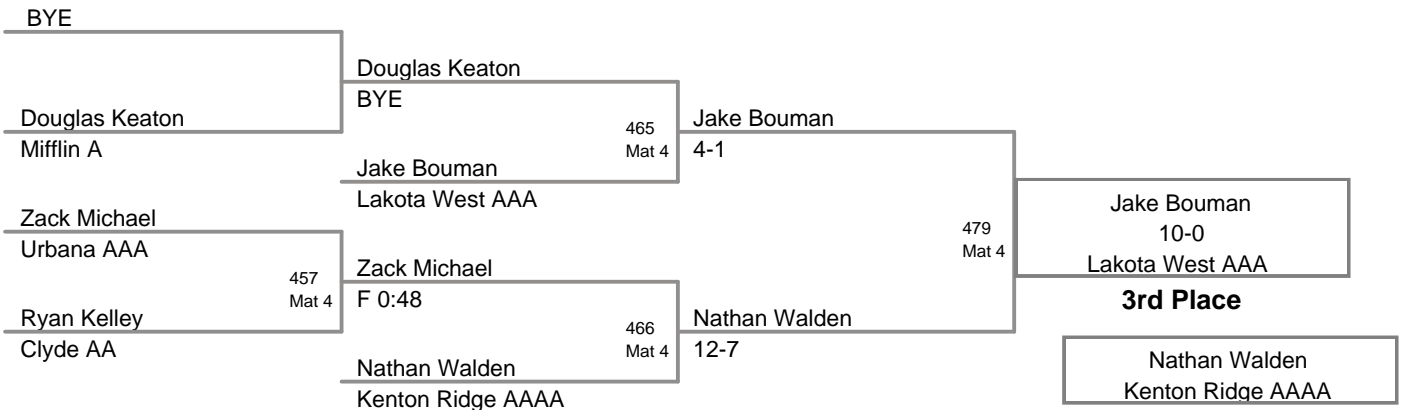 BYE
Douglas Keaton
Mifflin A
Zack Michael
Urbana AAA
Ryan Kelley
Clyde AA
457
Mat 4
Douglas Keaton
BYE
Jake Bouman
Lakota West AAA
Zack Michael
F 0:48
Nathan Walden
Kenton Ridge AAAA
465
Mat 4
466
Mat 4
Jake Bouman
4-1
Nathan Walden
12-7
479
Mat 4
Jake Bouman
10-0
Lakota West AAA
3rd Place
Nathan Walden
Kenton Ridge AAAA